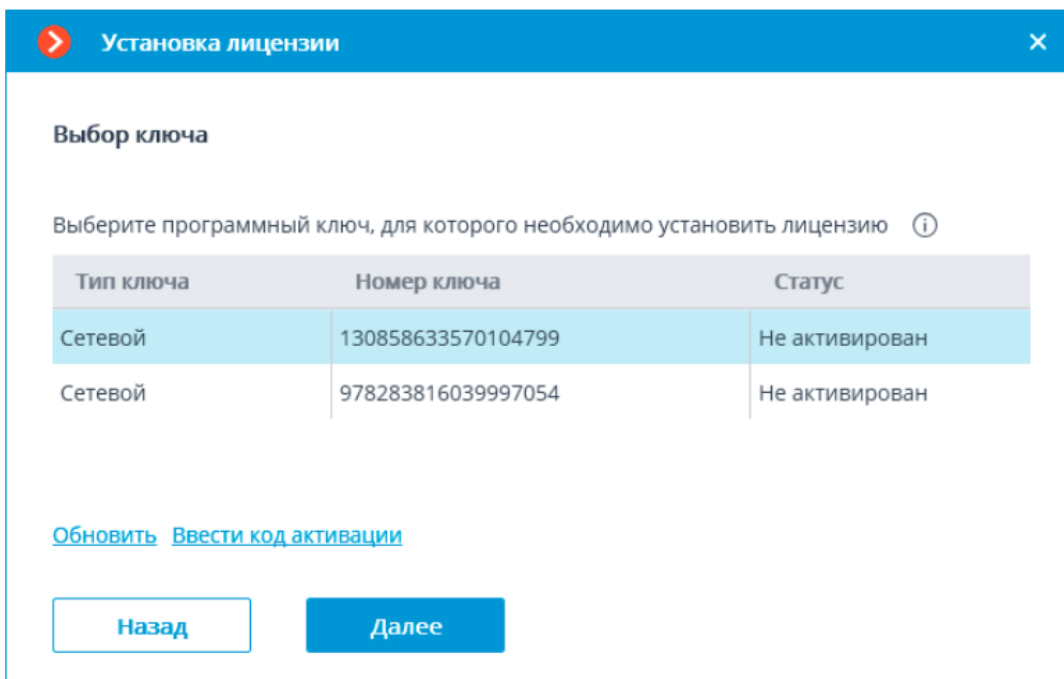 Установка лицензии
Выбор ключа
Выберите программный ключ, для которого необходимо установить лицензию
Тип ключа Номер ключа Статус
Сетевой 130858633570104799 Не активирован
Сетевой 978283816039997054 Не активирован
Обновить Ввести код активации
Назад Далее